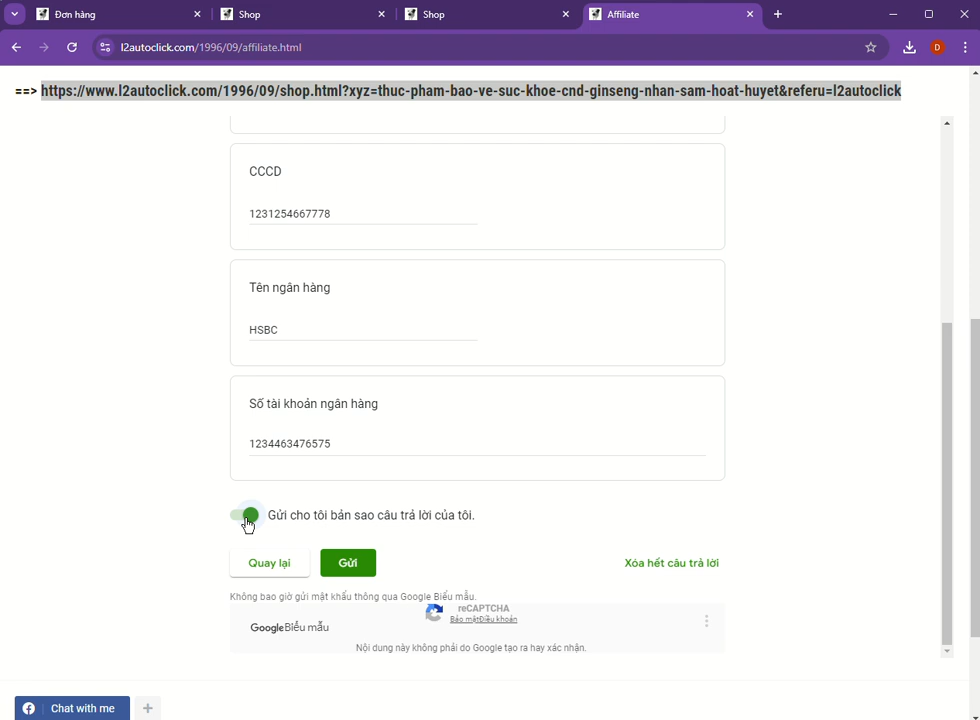 Đơn hàng
Shop
Shop
Affiliate
l2autoclick.com/1996/09/affiliate.html
D
==> https://www.l2autoclick.com/1996/09/shop.html?xyz=thuc-pham-bao-ve-suc-khoe-cnd-ginseng-nhan-sam-hoat-huyet&referu=l2autoclick
CCCD
1231254667778
Tên ngân hàng
HSBC
Số tài khoản ngân hàng
1234463476575
Gửi cho tôi bản sao câu trả lời của tôi.
Quay lại
Gửi
Xóa hết câu trả lời
Không bao giờ gửi mật khẩu thông qua Google Biểu mẫu.
reCAPTCHA
Bảo mậtĐiều khoản
Google Biểu mẫu
Nội dung này không phải do Google tạo ra hay xác nhận.
Chat with me